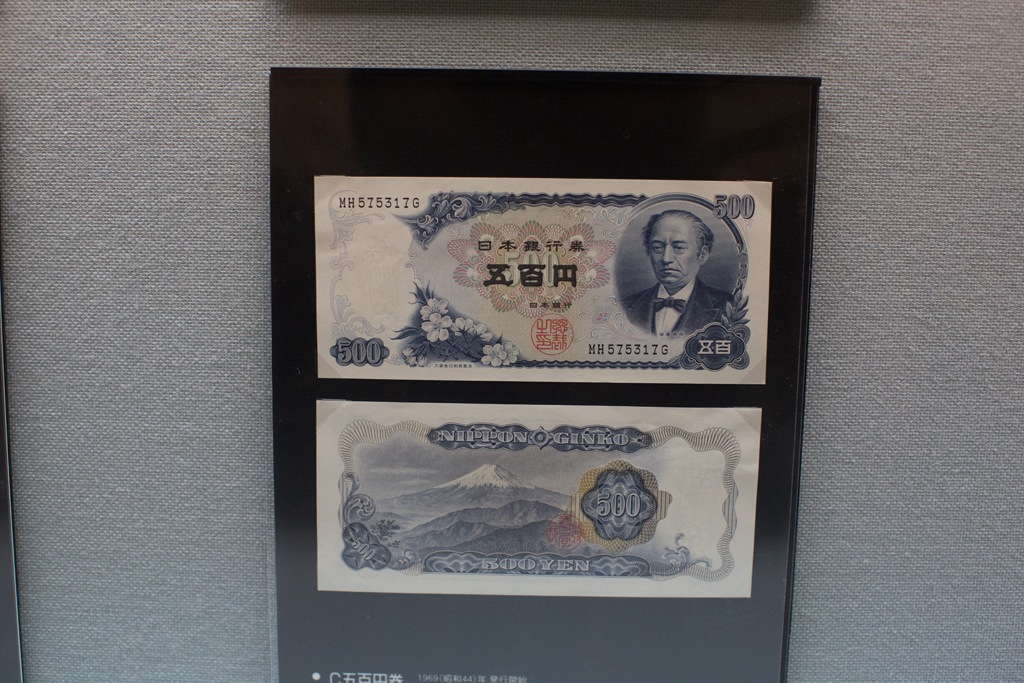 MH575317G
500
日本銀行券
五百円
日本銀行
MH575317G
500
五百
NIPPON GINKO
500
500 YEN
C五百円券 1969(昭和44)年 発行開始